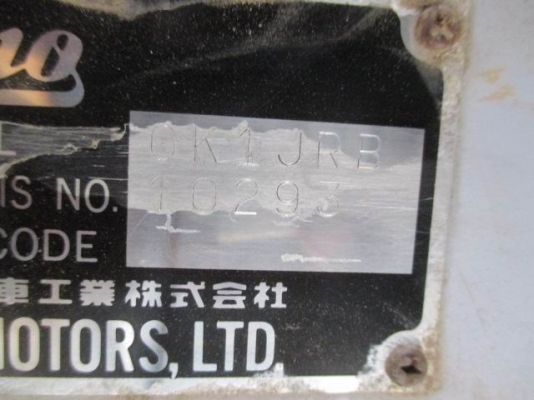 no
L GK1JRB
IS NO. 10293
CODE
車工業株式会社
MOTORS, LTD.